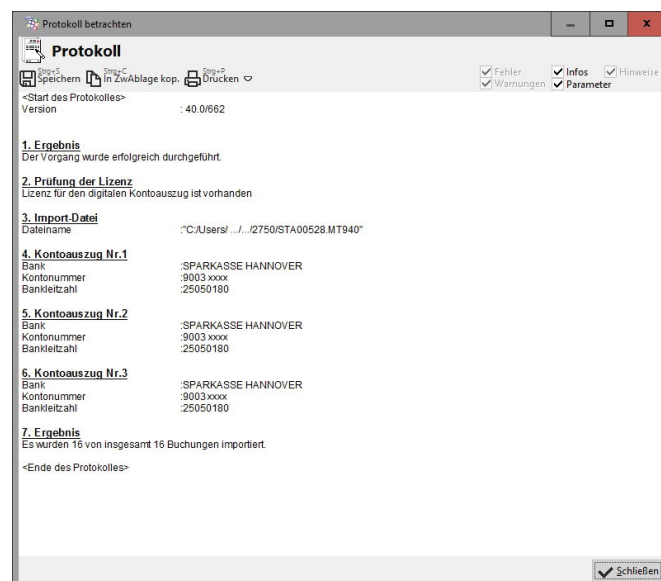 Protokoll betrachten
Protokoll
Strg+S Strg+C Strg+P
Speichern In ZwAblage kop. Drucken
Fehler Infos Hinweise
Warnungen Parameter
<Start des Protokolles>
Version : 40.0/662
1. Ergebnis
Der Vorgang wurde erfolgreich durchgeführt.
2. Prüfung der Lizenz
Lizenz für den digitalen Kontoauszug ist vorhanden
3. Import-Datei
Dateiname :"C:/Users/ .../.../2750/STA00528.MT940"
4. Kontoauszug Nr.1
Bank :SPARKASSE HANNOVER
Kontonummer :9003 xxxx
Bankleitzahl :25050180
5. Kontoauszug Nr.2
Bank :SPARKASSE HANNOVER
Kontonummer :9003 xxxx
Bankleitzahl :25050180
6. Kontoauszug Nr.3
Bank :SPARKASSE HANNOVER
Kontonummer :9003 xxxx
Bankleitzahl :25050180
7. Ergebnis
Es wurden 16 von insgesamt 16 Buchungen importiert.
<Ende des Protokolles>
Schließen